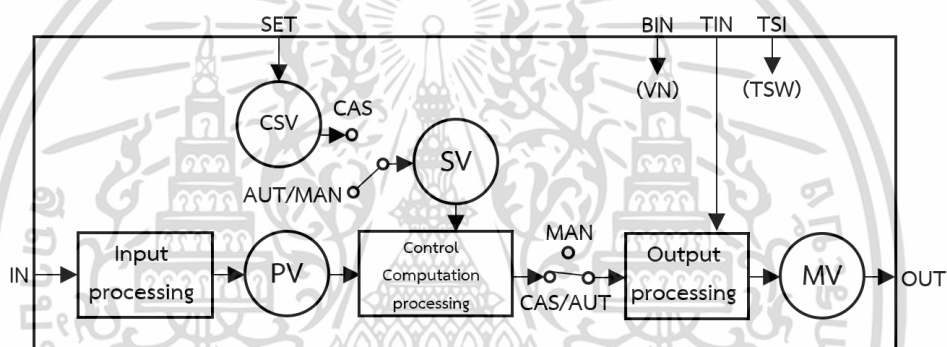 SET
BIN TIN TSI
CSV
CAS
(VN)
(TSW)
SV
AUT/MAN
IN
Input
processing
PV
Control
Computation
processing
MAN
CAS/AUT
Output
processing
MV
OUT